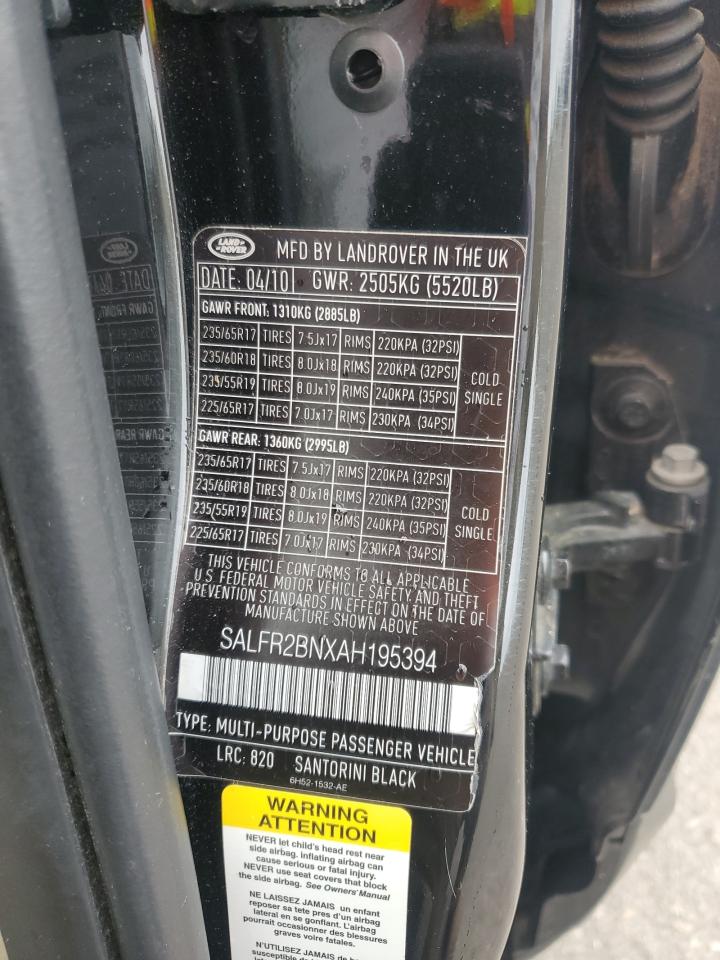 LAND ROVER
MFD BY LANDROVER IN THE UK
DATE: 04/10 GWR: 2505KG (5520LB)
GAWR FRONT: 1310KG (2885LB)
235/65R17 TIRES 7.5Jx17 RIMS 220KPA (32PSI)
235/60R18 TIRES 8.0Jx18 RIMS 220KPA (32PSI)
235/55R19 TIRES 8.0Jx19 RIMS 240KPA (35PSI)
225/65R17 TIRES 7.0Jx17 RIMS 230KPA (34PSI)
COLD
SINGLE
GAWR REAR: 1360KG (2995LB)
235/65R17 TIRES 7.5Jx17 RIMS 220KPA (32PSI)
235/60R18 TIRES 8.0Jx18 RIMS 220KPA (32PSI)
235/55R19 TIRES 8.0Jx19 RIMS 240KPA (35PSI)
225/65R17 TIRES 7.0Jx17 RIMS 230KPA (34PSI)
COLD
SINGLE
THIS VEHICLE CONFORMS TO ALL APPLICABLE
U.S. FEDERAL MOTOR VEHICLE SAFETY, AND THEFT
PREVENTION STANDARDS IN EFFECT ON THE DATE OF
MANUFACTURE SHOWN ABOVE
SALFR2BNXAH195394
TYPE: MULTI-PURPOSE PASSENGER VEHICLE
LRC: 820 SANTORINI BLACK
6H52-1532-AE
WARNING
ATTENTION
NEVER let child's head rest near
side airbag. Inflating airbag can
cause serious or fatal injury.
NEVER use seat covers that block
the side airbag. See Owners' Manual
NE LAISSEZ JAMAIS un enfant
reposer sa tete pres d'un airbag
lateral en se gonflant. L'airbag
pourrait occasionner des blessures
graves voire fatales.
N'UTILISEZ JAMAIS de
susceptible de